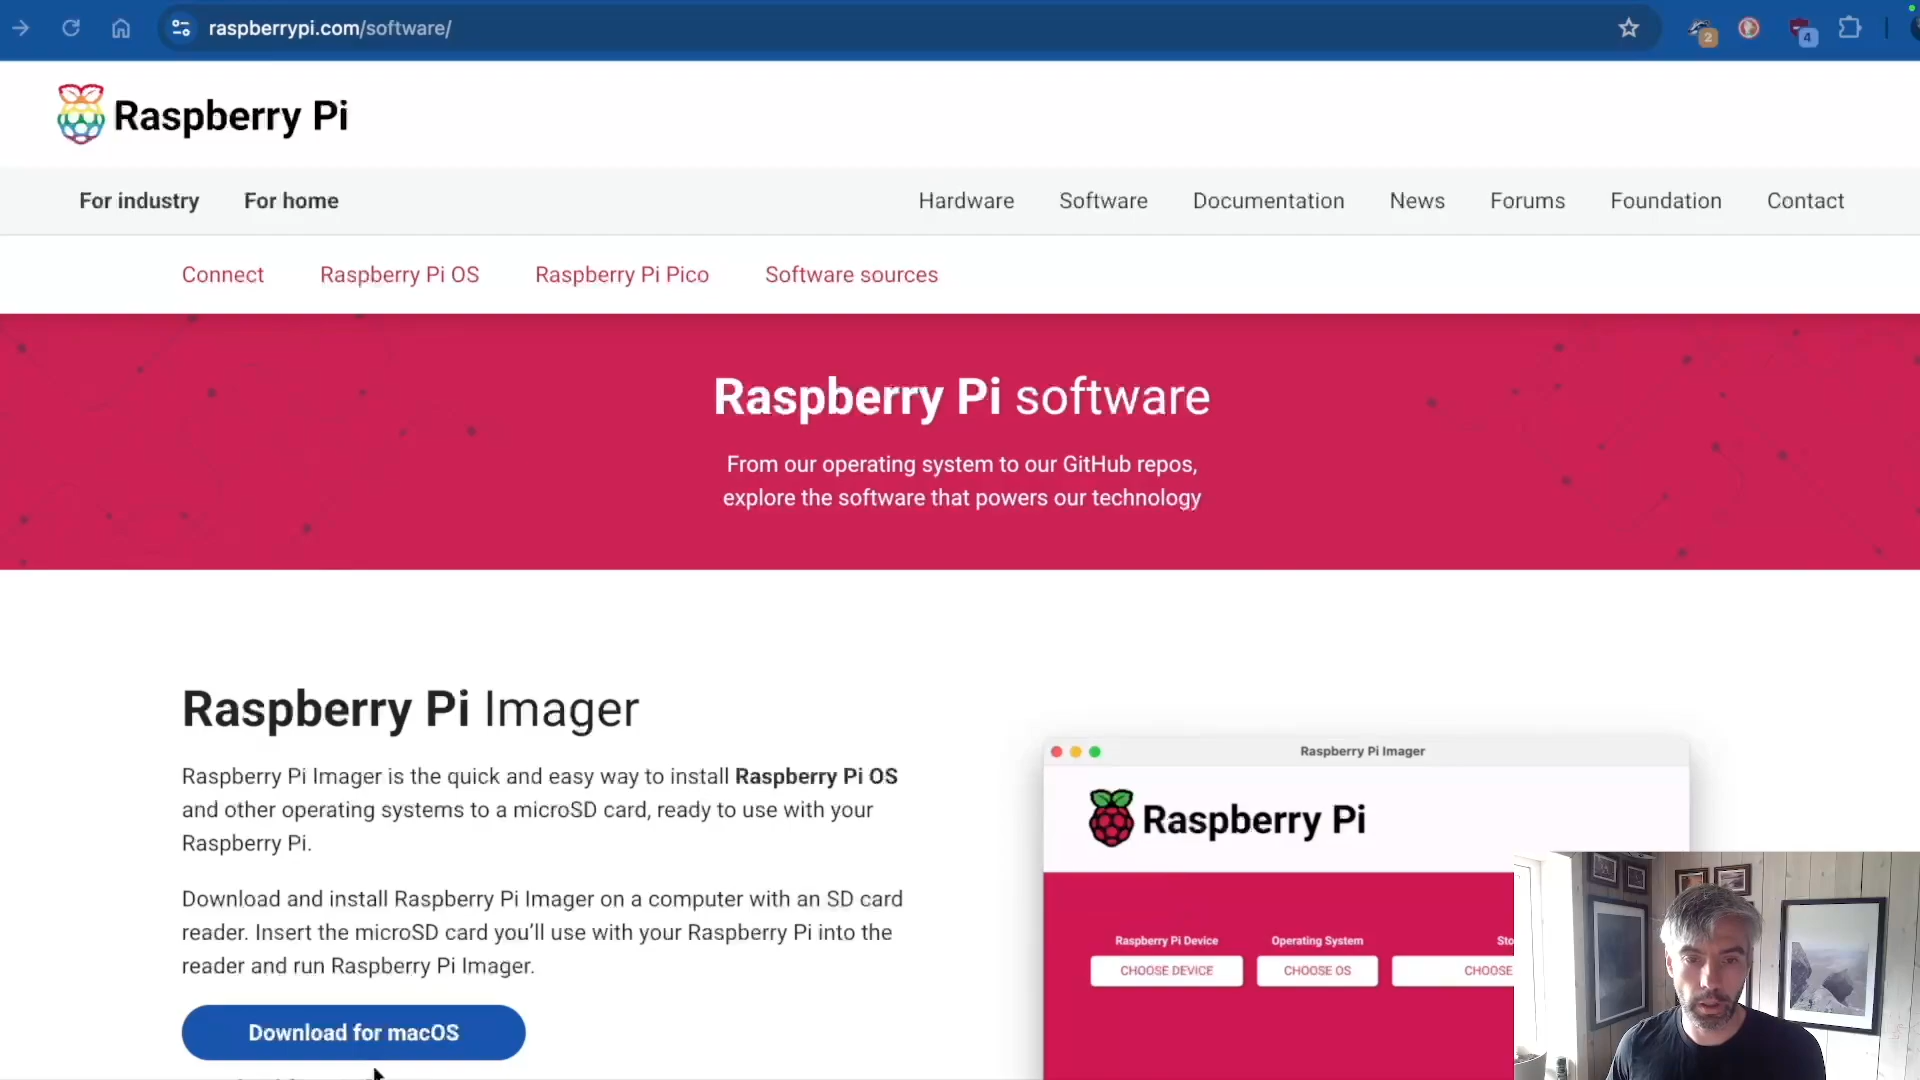 raspberrypi.com/software/
2
4
Raspberry Pi
For industry
For home
Hardware
Software
Documentation
News
Forums
Foundation
Contact
Connect
Raspberry Pi OS
Raspberry Pi Pico
Software sources
Raspberry Pi software
From our operating system to our GitHub repos,
explore the software that powers our technology
Raspberry Pi Imager
Raspberry Pi Imager is the quick and easy way to install Raspberry Pi OS
and other operating systems to a microSD card, ready to use with your
Raspberry Pi.
Download and install Raspberry Pi Imager on a computer with an SD card
reader. Insert the microSD card you’ll use with your Raspberry Pi into the
reader and run Raspberry Pi Imager.
Download for macOS
Raspberry Pi Imager
Raspberry Pi
Raspberry Pi Device
Operating System
Sto
CHOOSE DEVICE
CHOOSE OS
CHOOSE